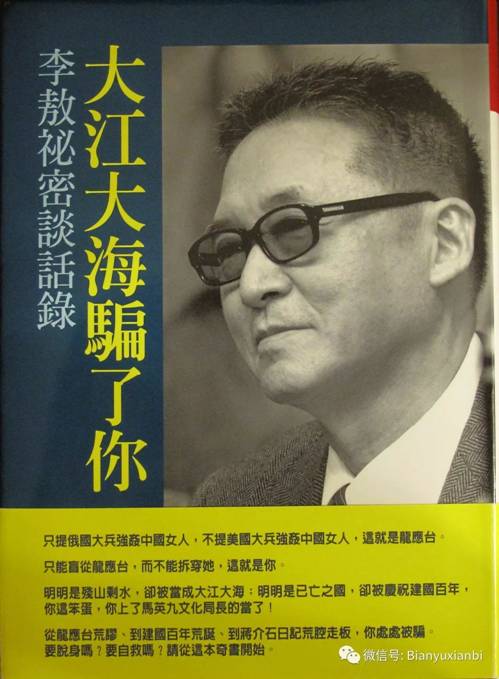 大江大海騙了你
李敖祕密談話錄
只提俄國大兵強姦中國女人，不提美國大兵強姦中國女人，這就是龍應台。
只能盲從龍應台，而不能拆穿她，這就是你。
明明是殘山剩水，卻被當成大江大海；明明是已亡之國，卻被慶祝建國百年，
你這笨蛋，你上了馬英九文化局長的當了！
從龍應台荒謬、到建國百年荒誕、到蔣介石日記荒腔走板，你處處被騙。
要脫身嗎？要自救嗎？請從這本奇書開始。
微信号: Bianyuxianbi